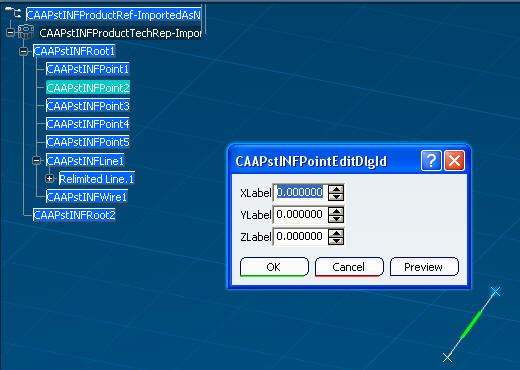 CAAPstINFProductRef-ImportedAsN
CAAPstINFProductTechRep-Impor
CAAPstINFRoot1
CAAPstINFPoint1
CAAPstINFPoint2
CAAPstINFPoint3
CAAPstINFPoint4
CAAPstINFPoint5
CAAPstINFLine1
Relimited Line.1
CAAPstINFWire1
CAAPstINFRoot2
CAAPstINFPointEditDlgId
XLabel 0.000000
YLabel 0.000000
ZLabel 0.000000
OK Cancel Preview